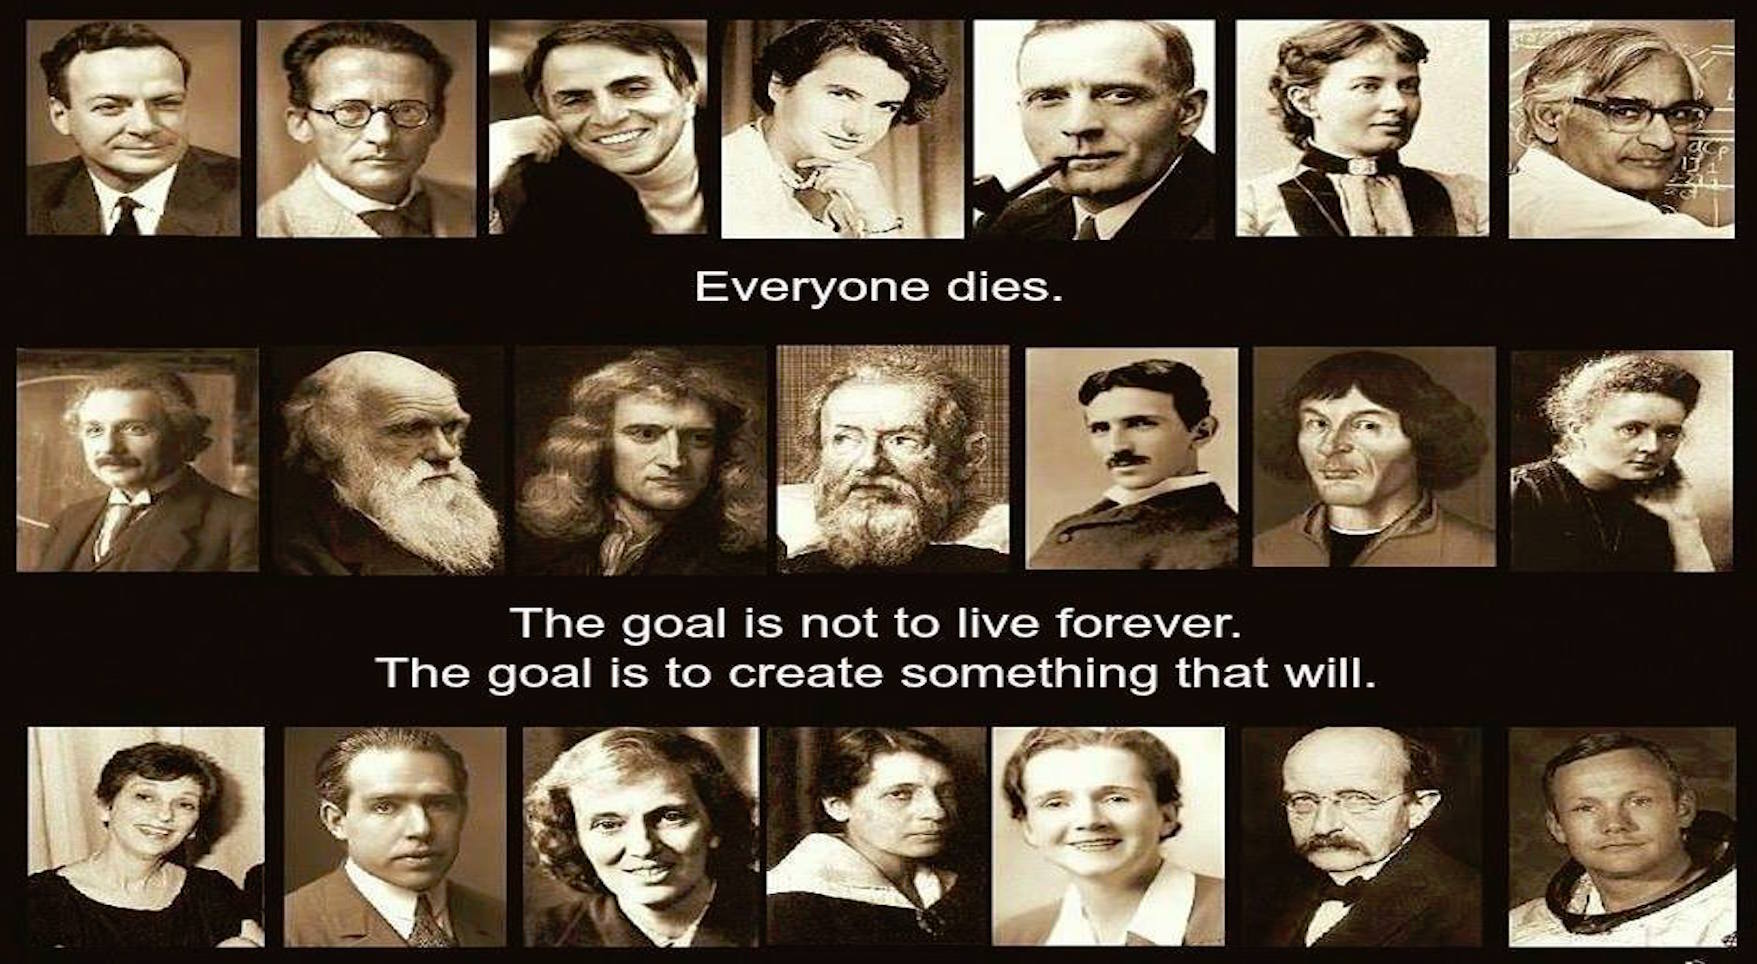 Everyone dies.
The goal is not to live forever.
The goal is to create something that will.